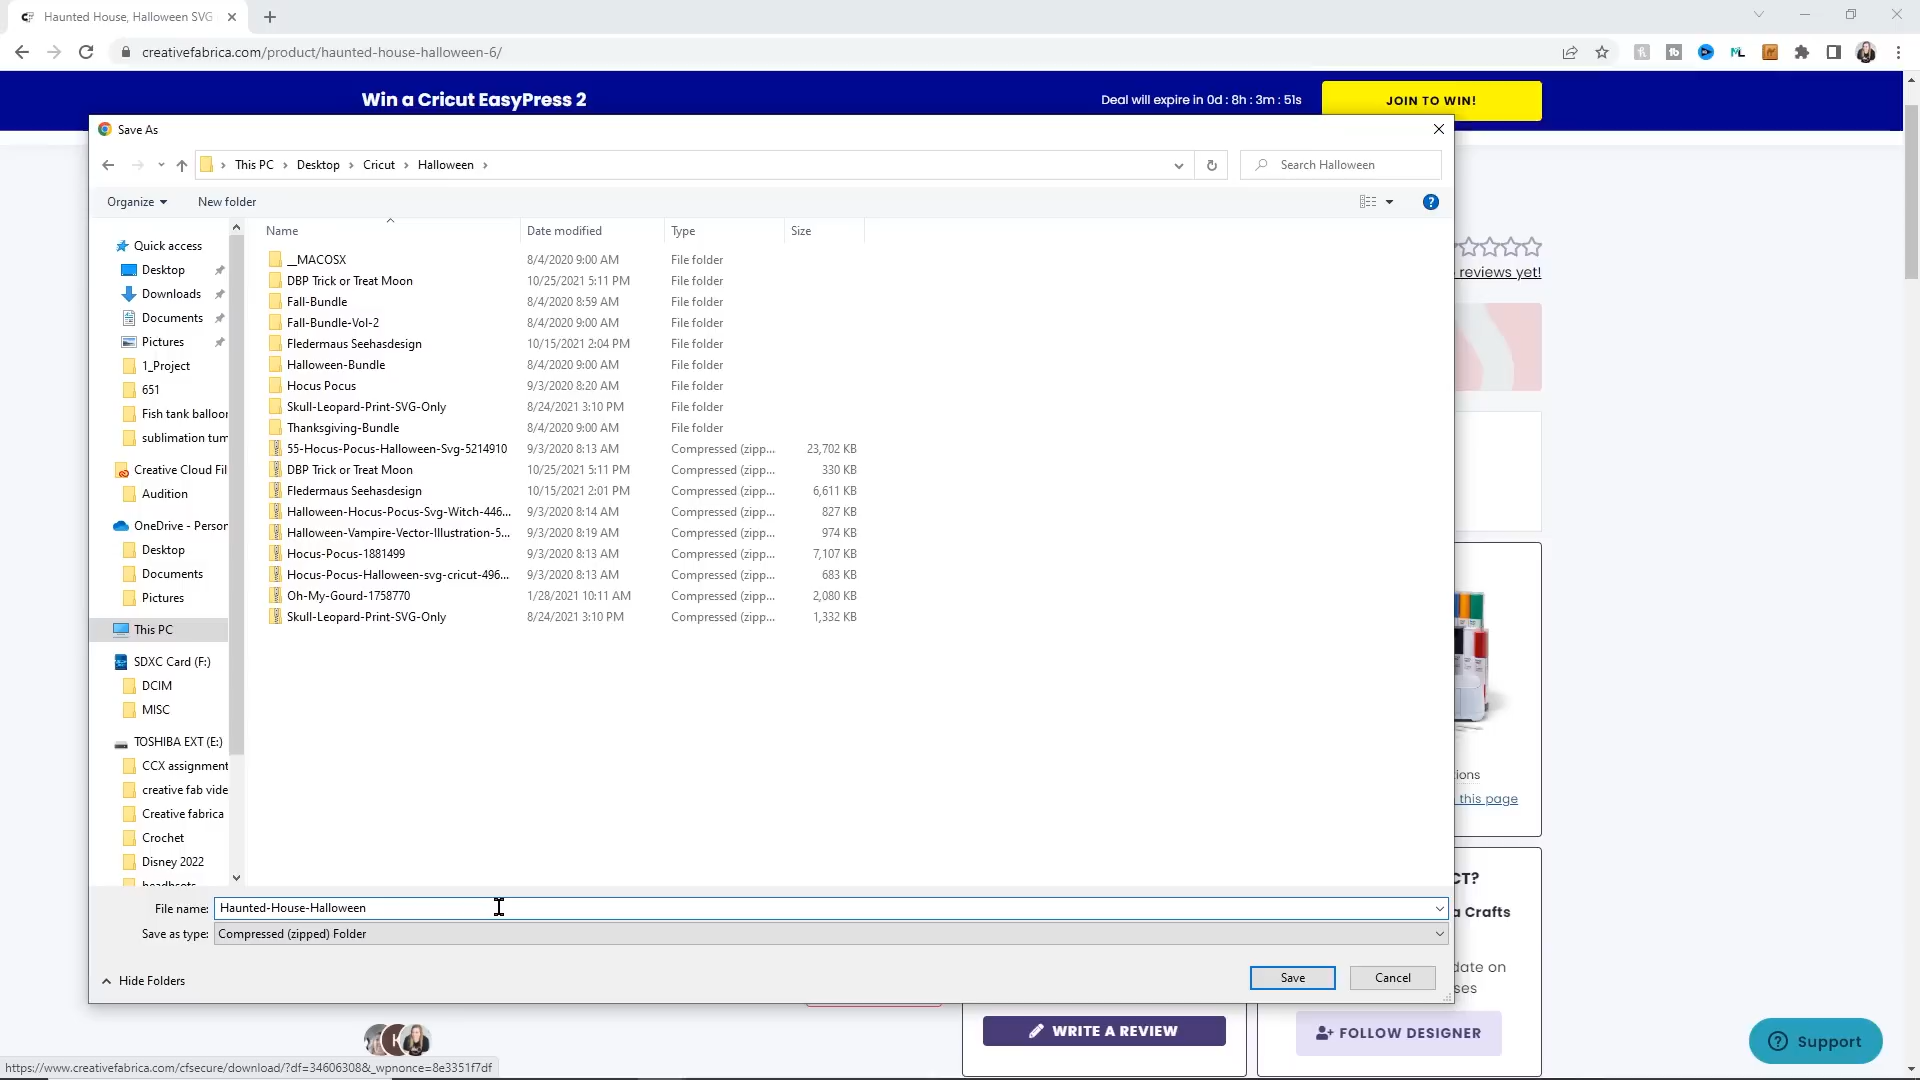 Haunted House, Halloween SVG
creativefabrica.com/product/haunted-house-halloween-6/
Win a Cricut EasyPress 2
Deal will expire in 0d : 8h : 3m : 51s
JOIN TO WIN!
Save As
This PC > Desktop > Cricut > Halloween >
Search Halloween
Organize
New folder
Name Date modified Type Size
__MACOSX 8/4/2020 9:00 AM File folder
DBP Trick or Treat Moon 10/25/2021 5:11 PM File folder
Fall-Bundle 8/4/2020 8:59 AM File folder
Fall-Bundle-Vol-2 8/4/2020 9:00 AM File folder
Fledermaus Seehasdesign 10/15/2021 2:04 PM File folder
Halloween-Bundle 8/4/2020 9:00 AM File folder
Hocus Pocus 9/3/2020 8:20 AM File folder
Skull-Leopard-Print-SVG-Only 8/24/2021 3:10 PM File folder
Thanksgiving-Bundle 8/4/2020 9:00 AM File folder
55-Hocus-Pocus-Halloween-Svg-5214910 9/3/2020 8:13 AM Compressed (zipp... 23,702 KB
DBP Trick or Treat Moon 10/25/2021 5:11 PM Compressed (zipp... 330 KB
Fledermaus Seehasdesign 10/15/2021 2:01 PM Compressed (zipp... 6,611 KB
Halloween-Hocus-Pocus-Svg-Witch-446... 9/3/2020 8:14 AM Compressed (zipp... 827 KB
Halloween-Vampire-Vector-Illustration-5... 9/3/2020 8:19 AM Compressed (zipp... 974 KB
Hocus-Pocus-1881499 9/3/2020 8:13 AM Compressed (zipp... 7,107 KB
Hocus-Pocus-Halloween-svg-cricut-496... 9/3/2020 8:13 AM Compressed (zipp... 683 KB
Oh-My-Gourd-1758770 1/28/2021 10:11 AM Compressed (zipp... 2,080 KB
Skull-Leopard-Print-SVG-Only 8/24/2021 3:10 PM Compressed (zipp... 1,332 KB
Quick access
Desktop
Downloads
Documents
Pictures
1_Project
651
Fish tank balloor
sublimation tum
Creative Cloud Fil
Audition
OneDrive - Person
Desktop
Documents
Pictures
This PC
SDXC Card (F:)
DCIM
MISC
TOSHIBA EXT (E:)
CCX assignment
creative fab vide
Creative fabrica
Crochet
Disney 2022
headhsots
File name: Haunted-House-Halloween
Save as type: Compressed (zipped) Folder
Hide Folders
Save
Cancel
reviews yet!
ions
this page
CT?
a Crafts
date on
ses
WRITE A REVIEW
FOLLOW DESIGNER
K
Support
https://www.creativefabrica.com/cfsecure/download/?df=34606308&_wpnonce=8e3351f7df